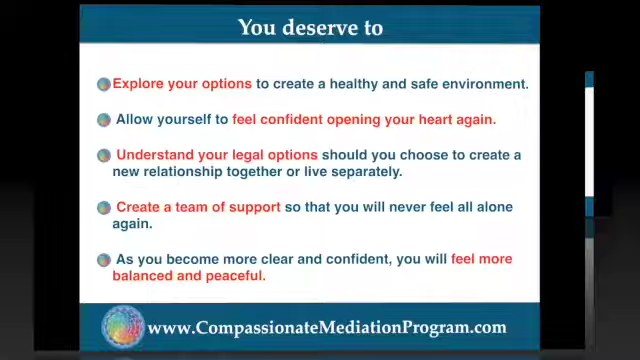 You deserve to
Explore your options to create a healthy and safe environment.
Allow yourself to feel confident opening your heart again.
Understand your legal options should you choose to create a
new relationship together or live separately.
Create a team of support so that you will never feel all alone
again.
As you become more clear and confident, you will feel more
balanced and peaceful.
www.CompassionateMediationProgram.com